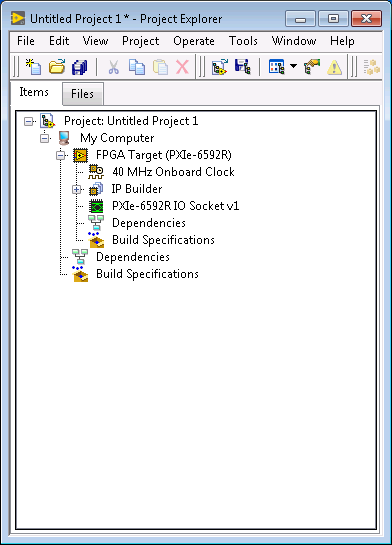 Untitled Project 1 * - Project Explorer
File Edit View Project Operate Tools Window Help
Items Files
Project: Untitled Project 1
My Computer
FPGA Target (PXIe-6592R)
40 MHz Onboard Clock
IP Builder
PXIe-6592R IO Socket v1
Dependencies
Build Specifications
Dependencies
Build Specifications